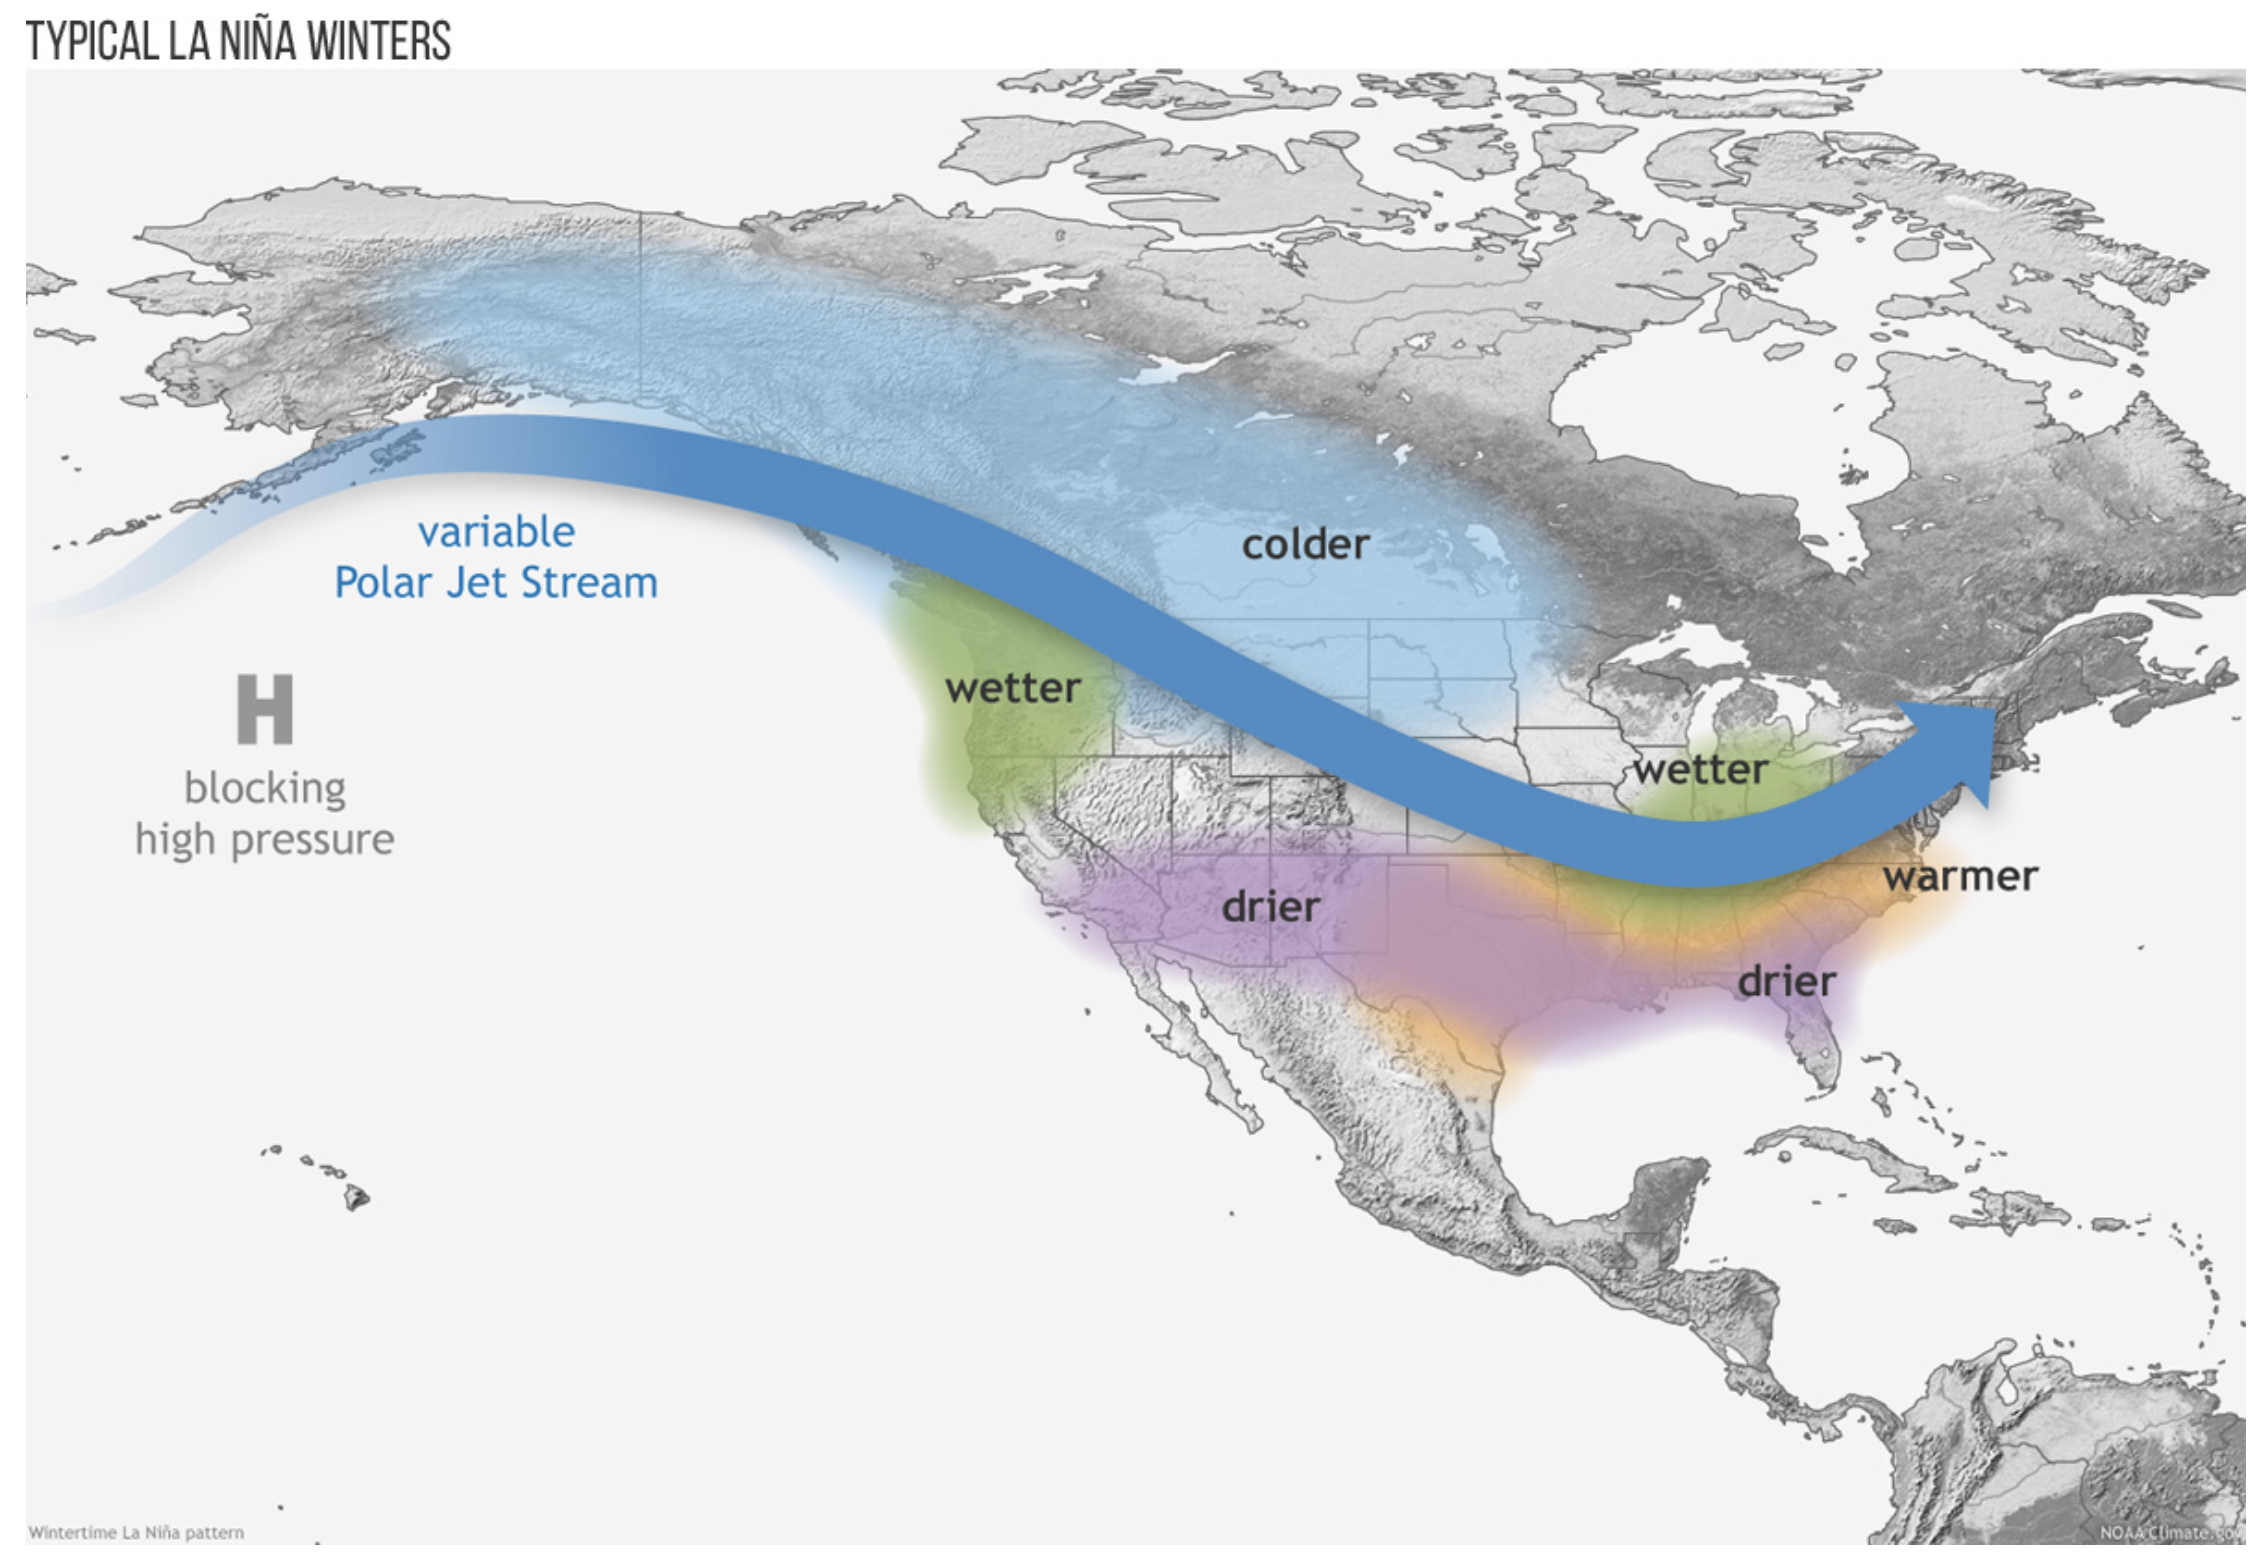 TYPICAL LA NIÑA WINTERS
variable
Polar Jet Stream
colder
wetter
H
blocking
high pressure
wetter
warmer
drier
drier
Wintertime La Niña pattern
NOAA Climate.gov